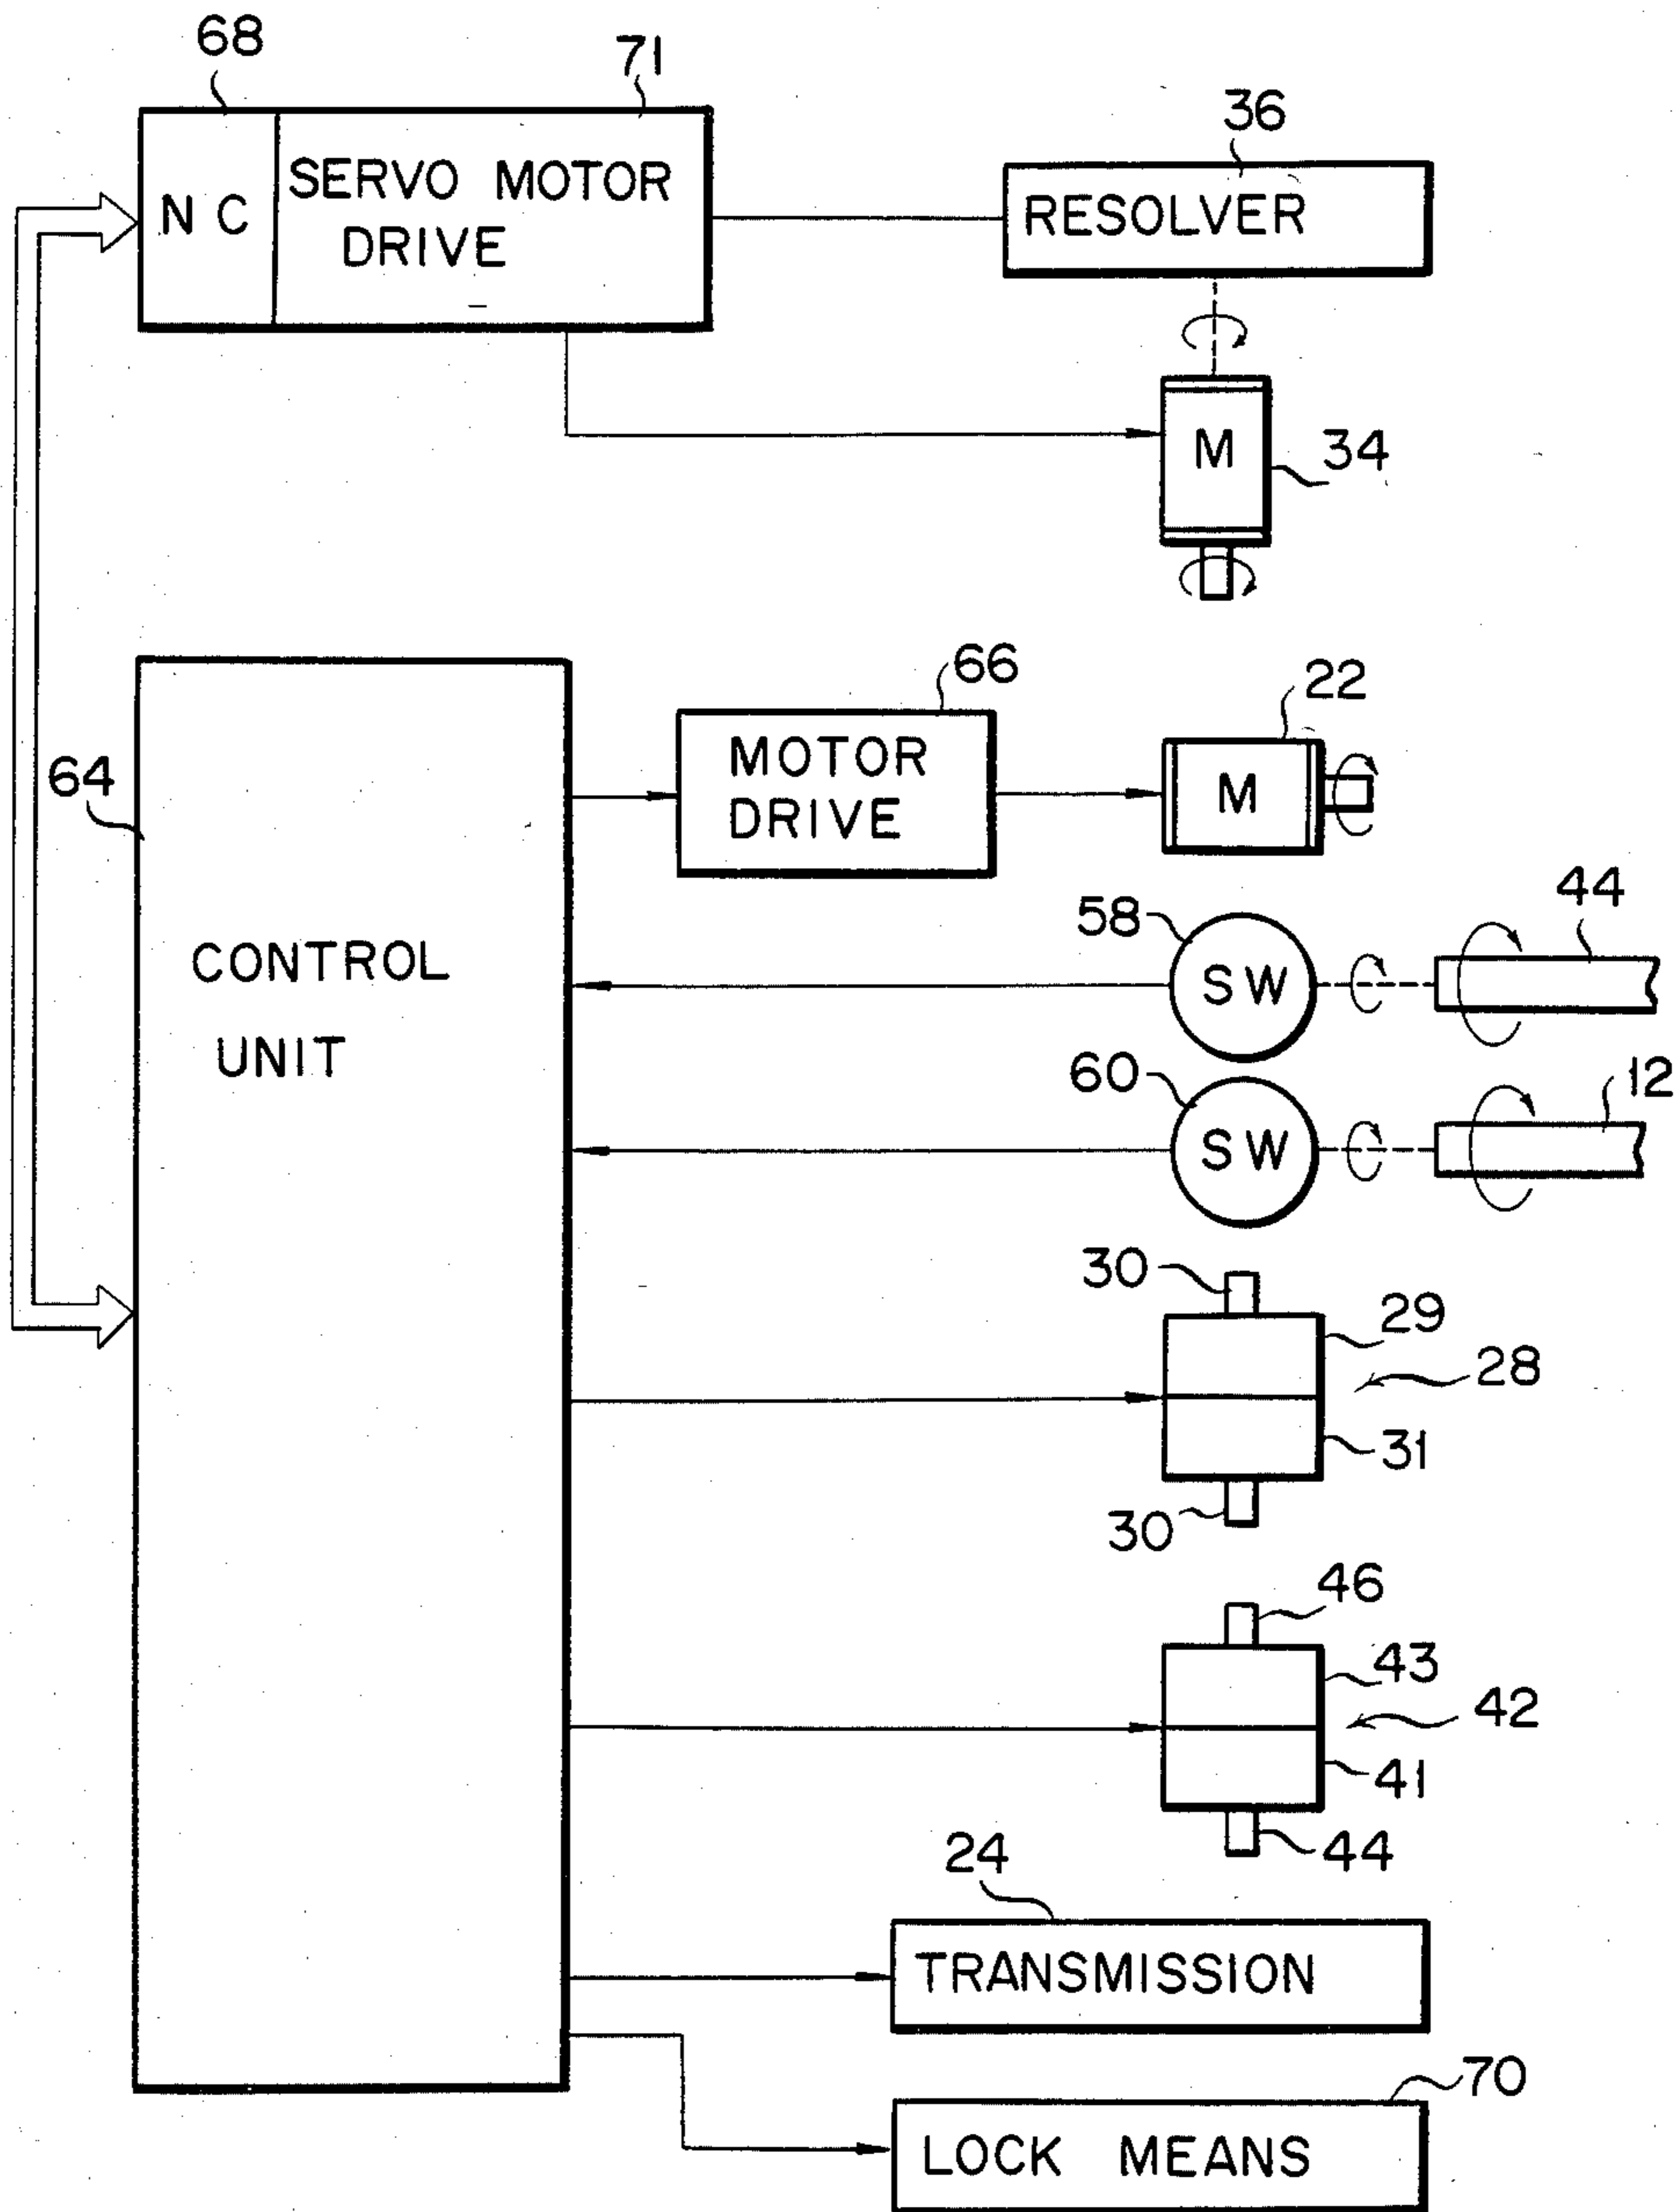 68
71
36
NC
SERVO MOTOR
DRIVE
RESOLVER
M
34
66
22
64
MOTOR
DRIVE
M
CONTROL
UNIT
58
44
SW
60
12
SW
30
29
28
31
30
46
43
42
41
44
24
TRANSMISSION
70
LOCK MEANS